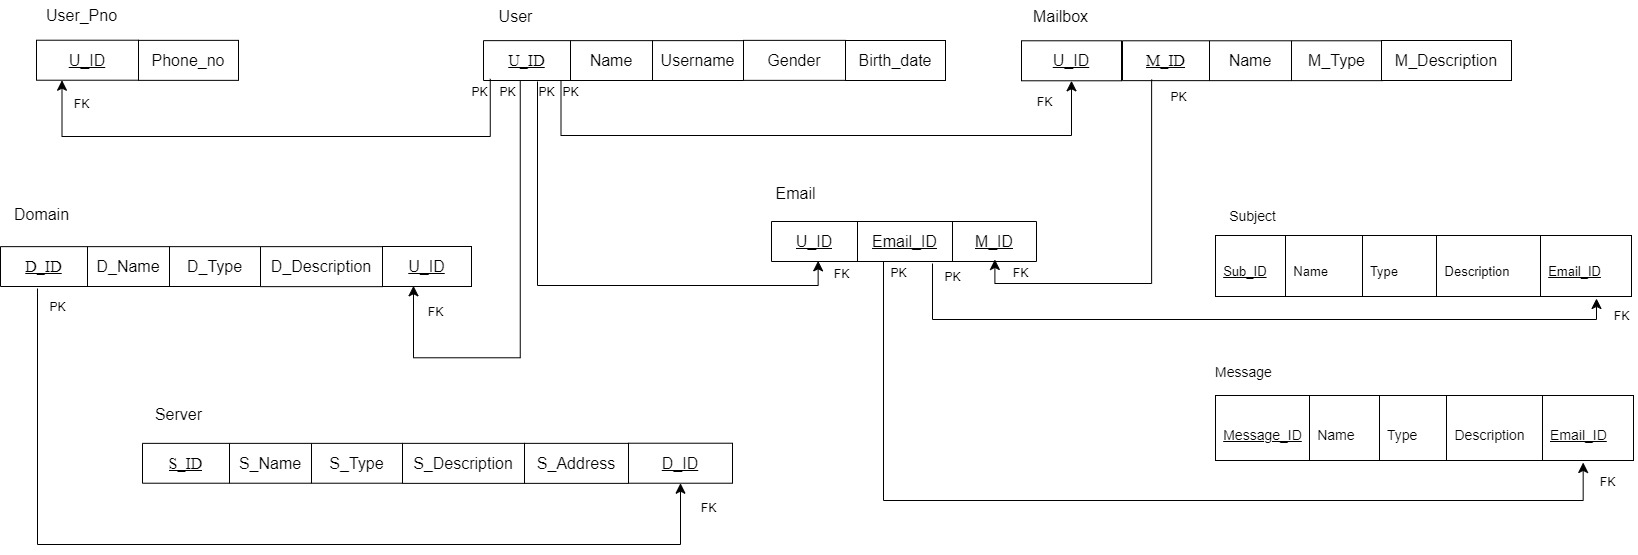 User_Pno
User
Mailbox
U_ID Phone_no
U_ID Name Username Gender Birth_date
U_ID M_ID Name M_Type M_Description
FK
PK PK PK PK
FK PK
Domain
Email
Subject
D_ID D_Name D_Type D_Description U_ID
U_ID Email_ID M_ID
Sub_ID Name Type Description Email_ID
PK
FK
FK PK PK FK
FK
Message
Message_ID Name Type Description Email_ID
FK
Server
S_ID S_Name S_Type S_Description S_Address D_ID
FK